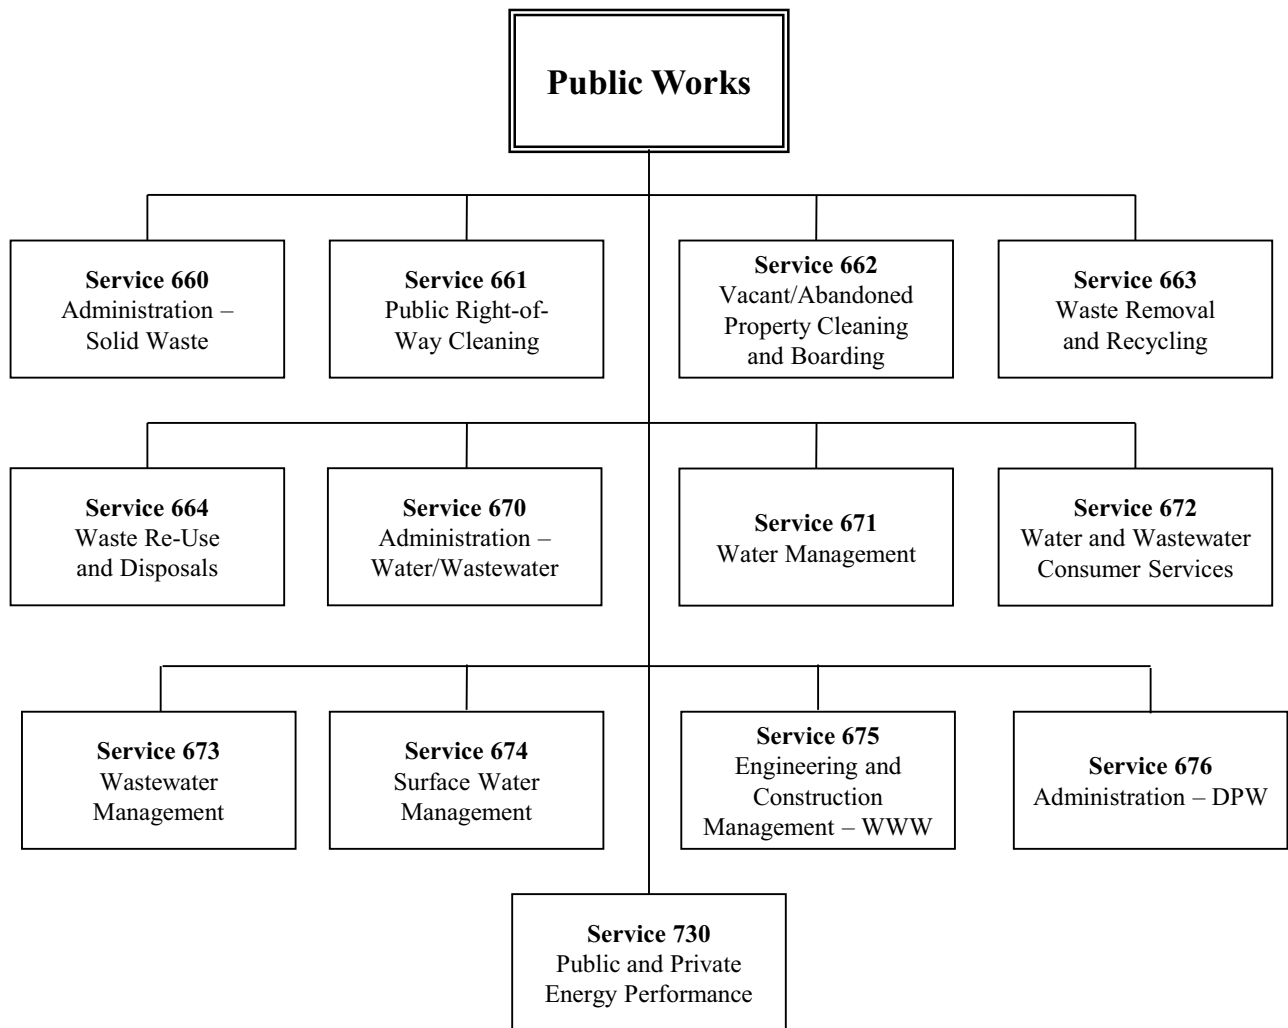 Public Works
Service 660
Administration –
Solid Waste
Service 661
Public Right-of-
Way Cleaning
Service 662
Vacant/Abandoned
Property Cleaning
and Boarding
Service 663
Waste Removal
and Recycling
Service 664
Waste Re-Use
and Disposals
Service 670
Administration –
Water/Wastewater
Service 671
Water Management
Service 672
Water and Wastewater
Consumer Services
Service 673
Wastewater
Management
Service 674
Surface Water
Management
Service 675
Engineering and
Construction
Management – WWW
Service 676
Administration – DPW
Service 730
Public and Private
Energy Performance